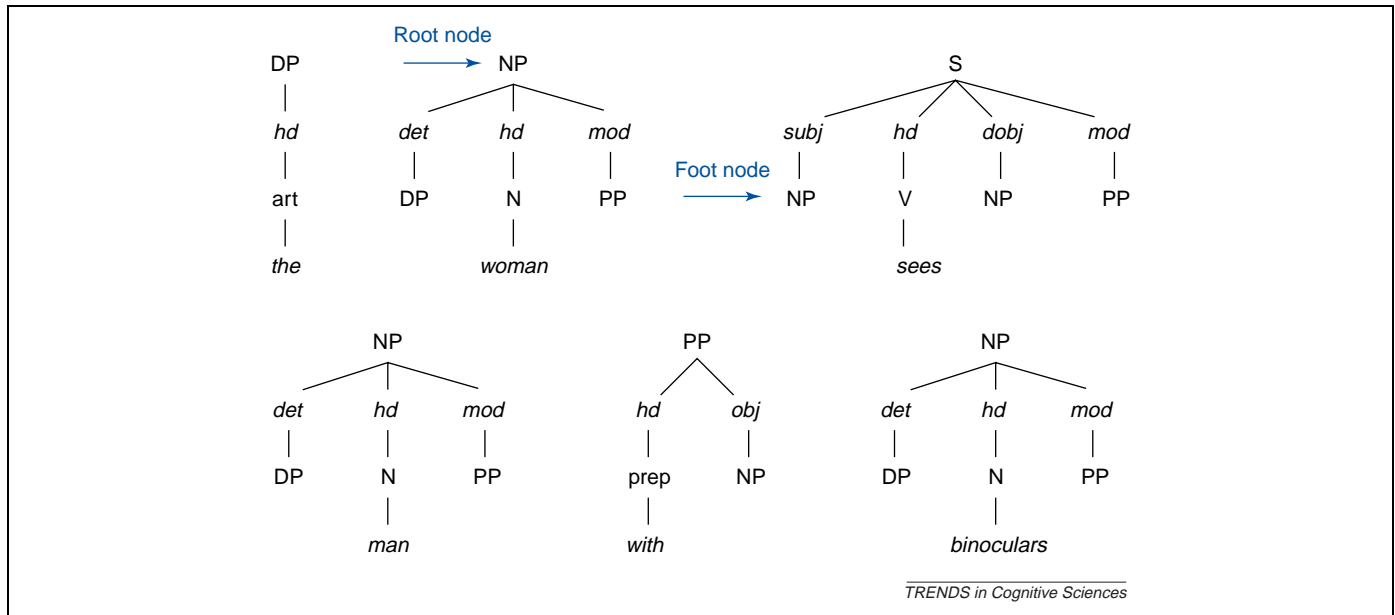 Root node
DP NP S
hd det hd mod subj hd dobj mod
Foot node
art DP N PP NP V NP PP
the woman sees
NP PP NP
det hd mod hd obj det hd mod
DP N PP prep NP DP N PP
man with binoculars
TRENDS in Cognitive Sciences